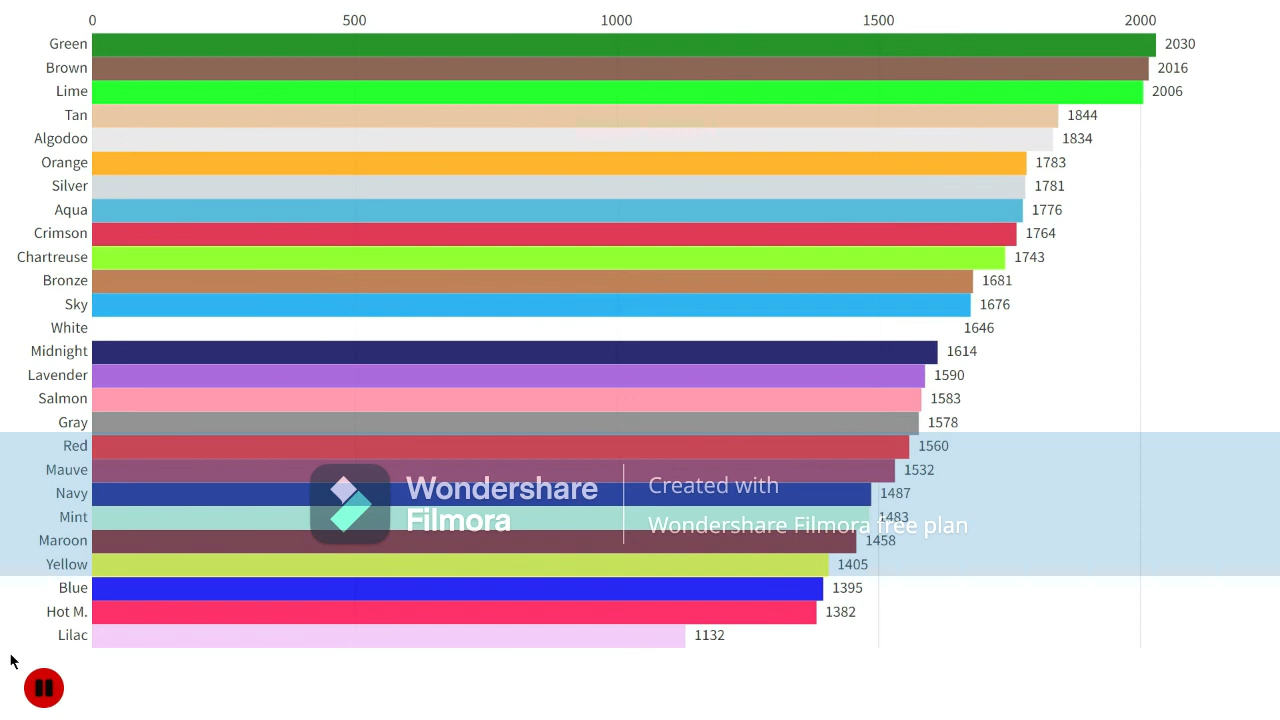 0 500 1000 1500 2000
Green 2030
Brown 2016
Lime 2006
Tan 1844
Algodoo 1834
Orange 1783
Silver 1781
Aqua 1776
Crimson 1764
Chartreuse 1743
Bronze 1681
Sky 1676
White 1646
Midnight 1614
Lavender 1590
Salmon 1583
Gray 1578
Red 1560
Mauve 1532
Navy 1487
Mint 1483
Maroon 1458
Yellow 1405
Blue 1395
Hot M. 1382
Lilac 1132
Wondershare
Filmora
Created with
Wondershare Filmora free plan